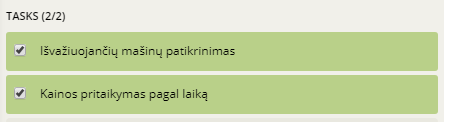 TASKS (2/2)
Išvažiuojančių mašinų patikrinimas
Kainos pritaikymas pagal laiką